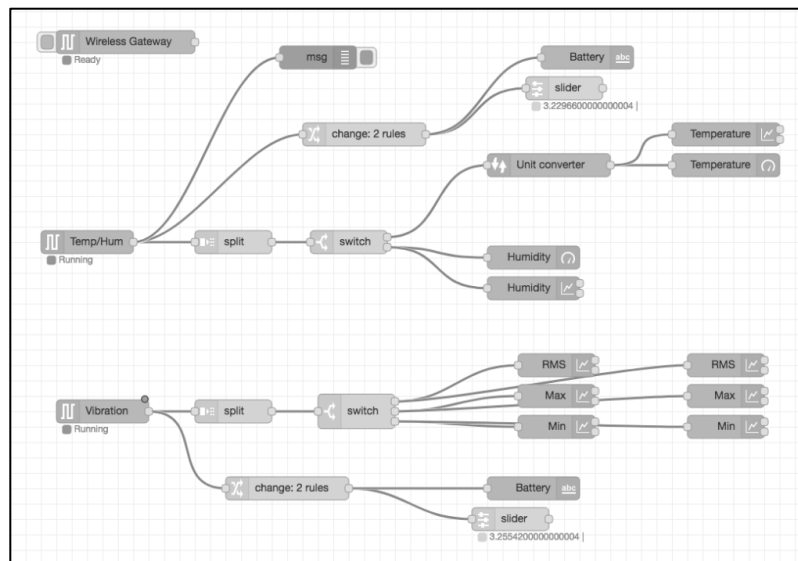 Wireless Gateway
Ready
msg
Battery
abc
slider
3.2296600000000004 |
change: 2 rules
Temperature
Unit converter
Temperature
Temp/Hum
Running
split
switch
Humidity
Humidity
RMS
RMS
Vibration
Running
split
switch
Max
Max
Min
Min
change: 2 rules
Battery
abc
slider
3.2554200000000004 |